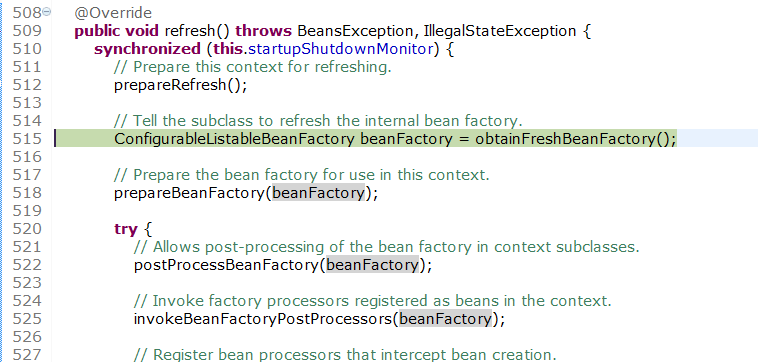 508 @Override
509 public void refresh() throws BeansException, IllegalStateException {
510 synchronized (this.startupShutdownMonitor) {
511 // Prepare this context for refreshing.
512 prepareRefresh();
513
514 // Tell the subclass to refresh the internal bean factory.
515 ConfigurableListableBeanFactory beanFactory = obtainFreshBeanFactory();
516
517 // Prepare the bean factory for use in this context.
518 prepareBeanFactory(beanFactory);
519
520 try {
521 // Allows post-processing of the bean factory in context subclasses.
522 postProcessBeanFactory(beanFactory);
523
524 // Invoke factory processors registered as beans in the context.
525 invokeBeanFactoryPostProcessors(beanFactory);
526
527 // Register bean processors that intercept bean creation.